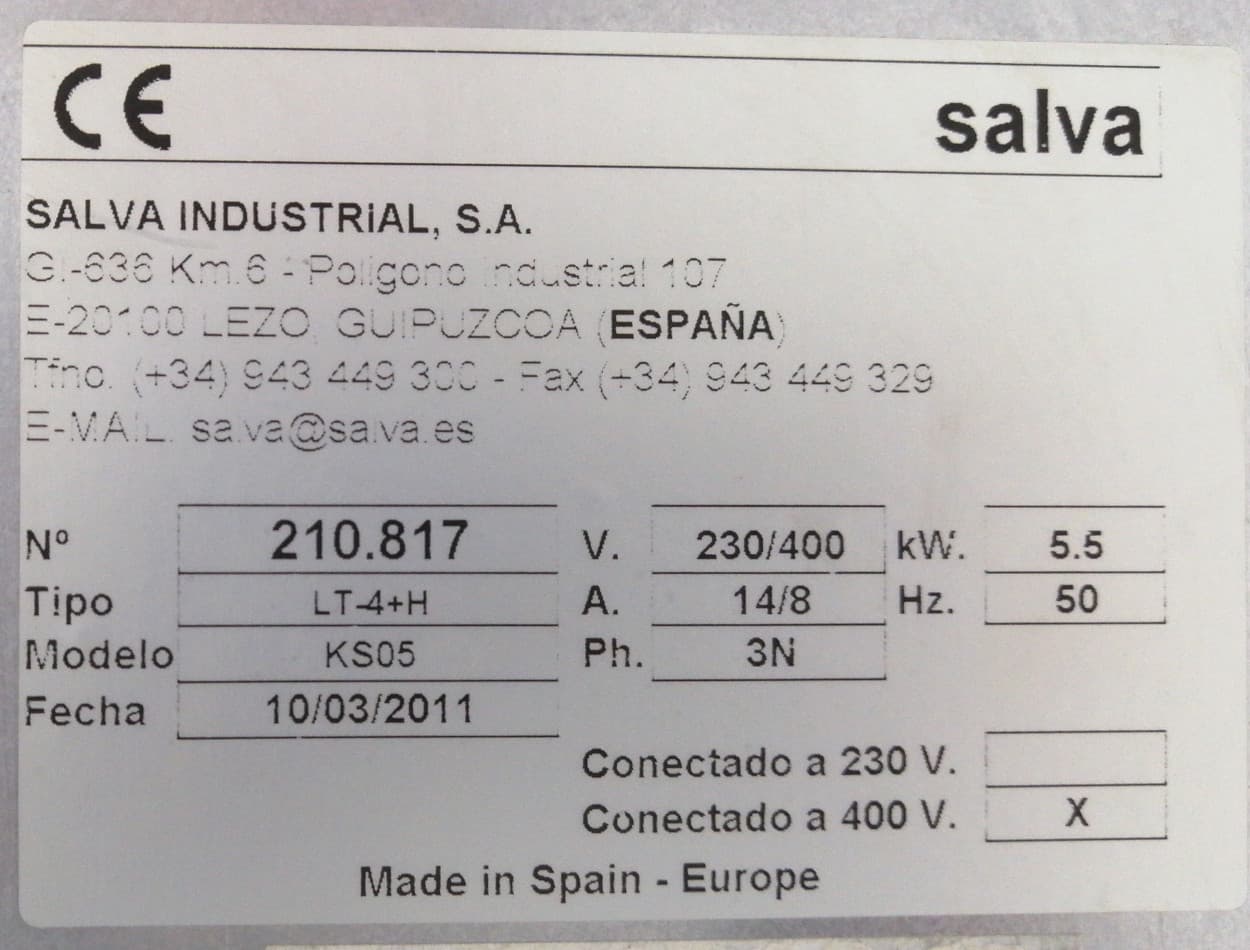 CE salva
SALVA INDUSTRIAL, S.A.
GI-636 Km.6 - Poligono Industrial 107
E-20100 LEZO, GUIPUZCOA (ESPAÑA)
Tfno. (+34) 943 449 300 - Fax (+34) 943 449 329
E-MAIL. salva@salva.es
Nº 210.817 V. 230/400 kW. 5.5
Tipo LT-4+H A. 14/8 Hz. 50
Modelo KS05 Ph. 3N
Fecha 10/03/2011
Conectado a 230 V.
Conectado a 400 V. X
Made in Spain - Europe